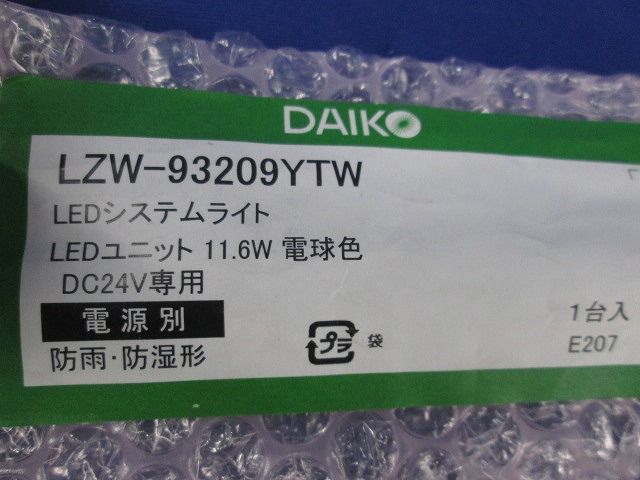 DAIKO
LZW-93209YTW
LEDシステムライト
LEDユニット 11.6W 電球色
DC24V専用
電源別
防雨・防湿形
プラ 袋
1台入
E207